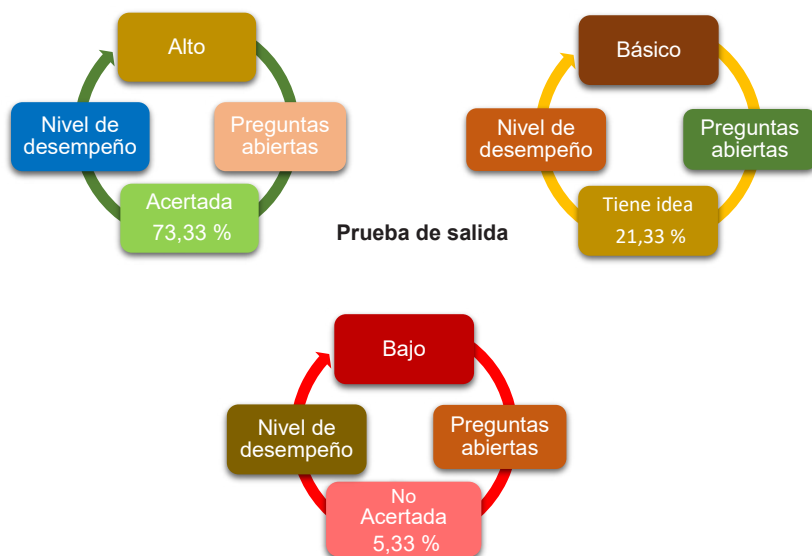 Alto
Nivel de
desempeño
Preguntas
abiertas
Acertada
73,33 %
Básico
Nivel de
desempeño
Preguntas
abiertas
Tiene idea
21,33 %
Prueba de salida
Bajo
Nivel de
desempeño
Preguntas
abiertas
No
Acertada
5,33 %